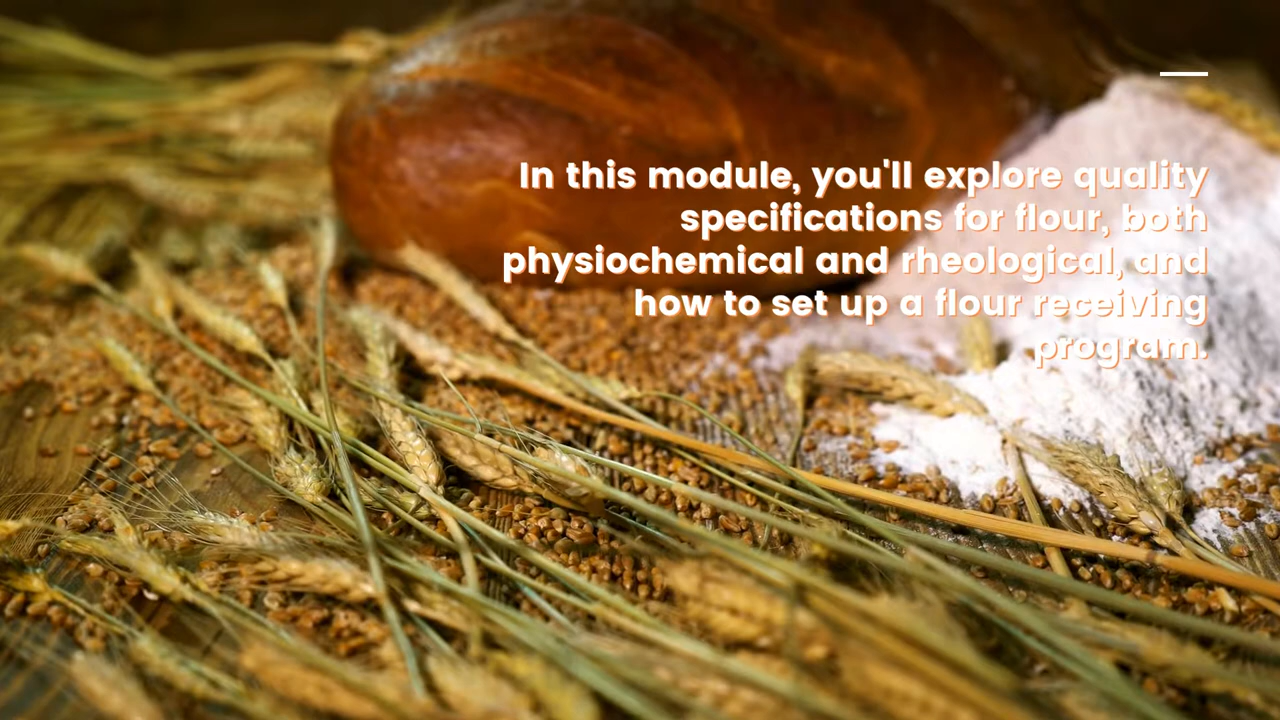 In this module, you'll explore quality
specifications for flour, both
physiochemical and rheological, and
how to set up a flour receiving
program.